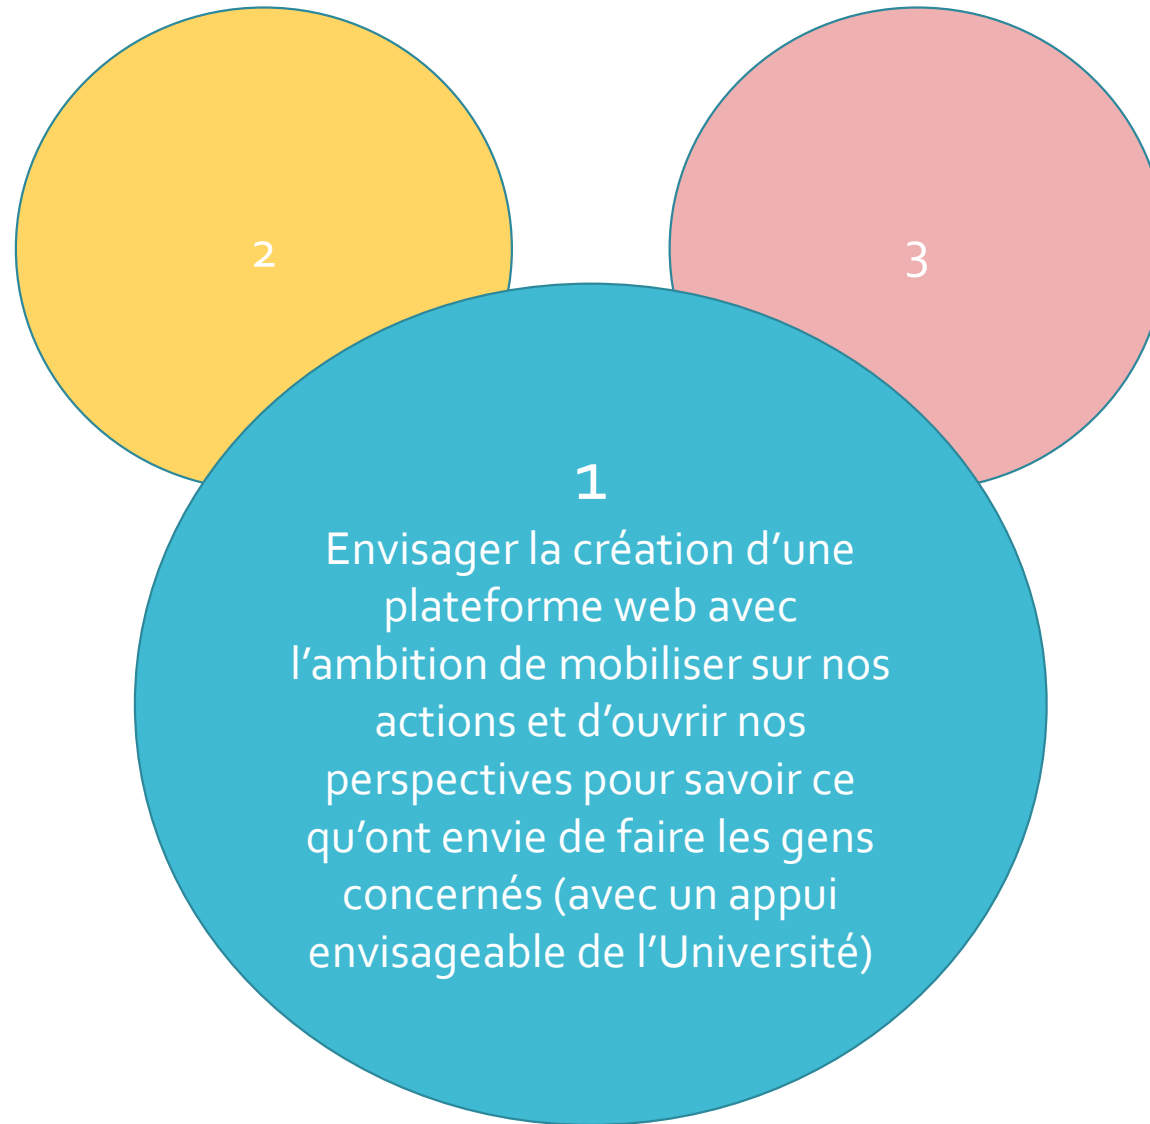 2
3
1
Envisager la création d’une
plateforme web avec
l’ambition de mobiliser sur nos
actions et d’ouvrir nos
perspectives pour savoir ce
qu’ont envie de faire les gens
concernés (avec un appui
envisageable de l’Université)